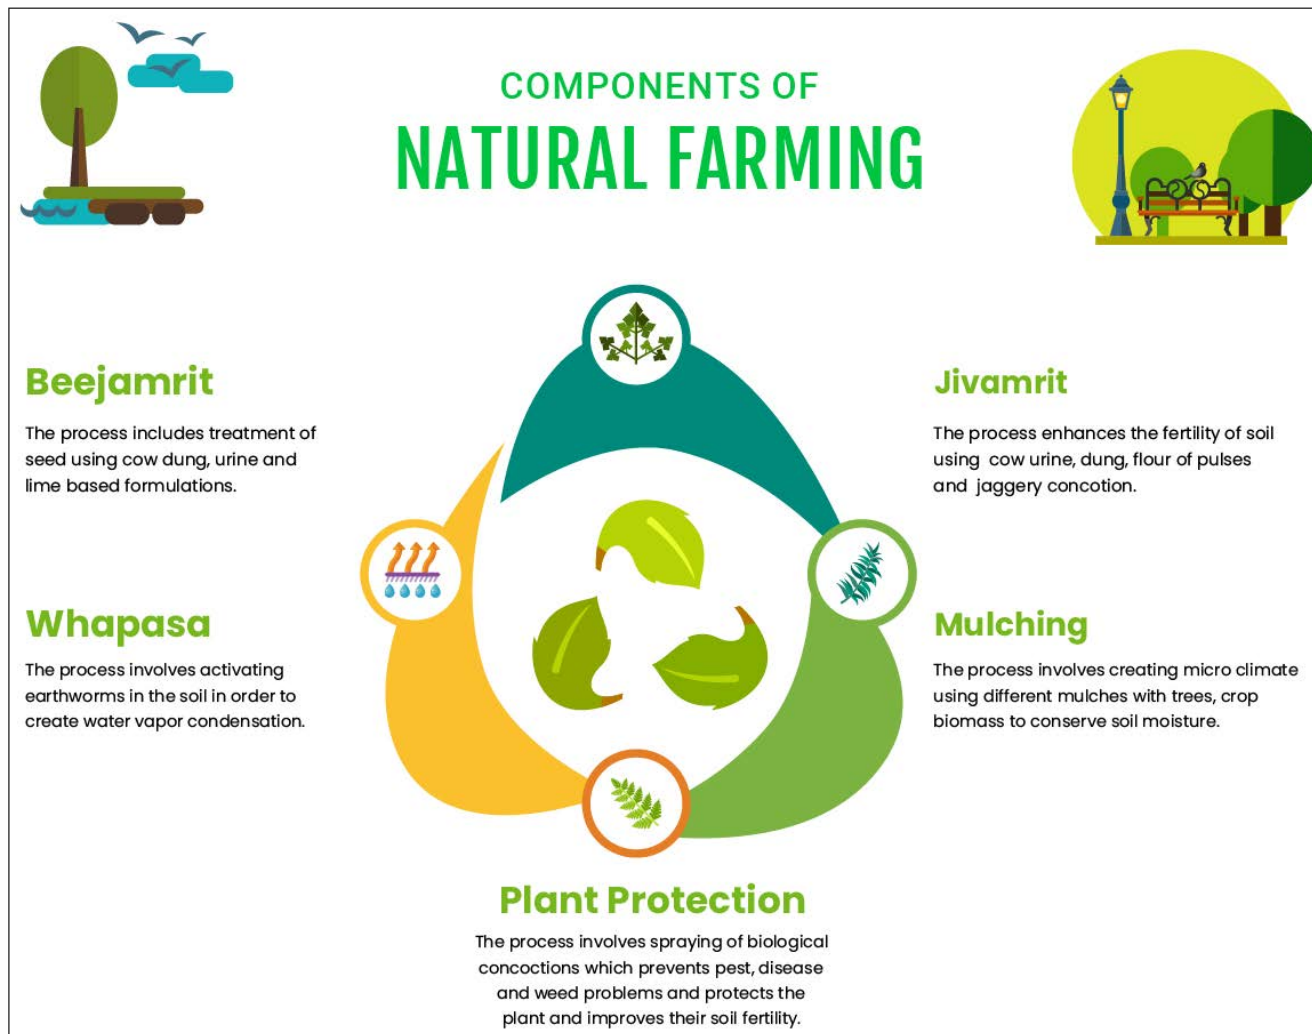 COMPONENTS OF
NATURAL FARMING
Beejamrit
The process includes treatment of
seed using cow dung, urine and
lime based formulations.
Jivamrit
The process enhances the fertility of soil
using cow urine, dung, flour of pulses
and jaggery concotion.
Whapasa
The process involves activating
earthworms in the soil in order to
create water vapor condensation.
Mulching
The process involves creating micro climate
using different mulches with trees, crop
biomass to conserve soil moisture.
Plant Protection
The process involves spraying of biological
concoctions which prevents pest, disease
and weed problems and protects the
plant and improves their soil fertility.